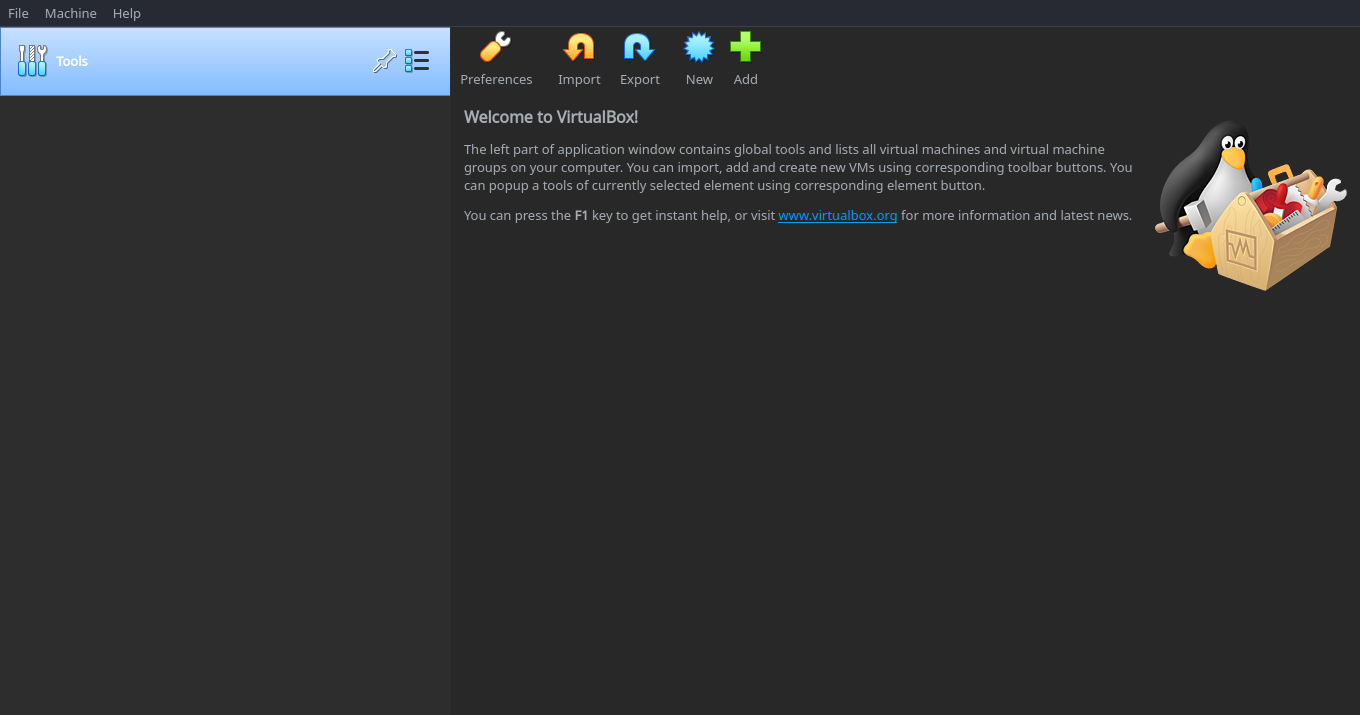 File Machine Help
Tools
Preferences Import Export New Add
Welcome to VirtualBox!
The left part of application window contains global tools and lists all virtual machines and virtual machine
groups on your computer. You can import, add and create new VMs using corresponding toolbar buttons. You
can popup a tools of currently selected element using corresponding element button.
You can press the F1 key to get instant help, or visit www.virtualbox.org for more information and latest news.